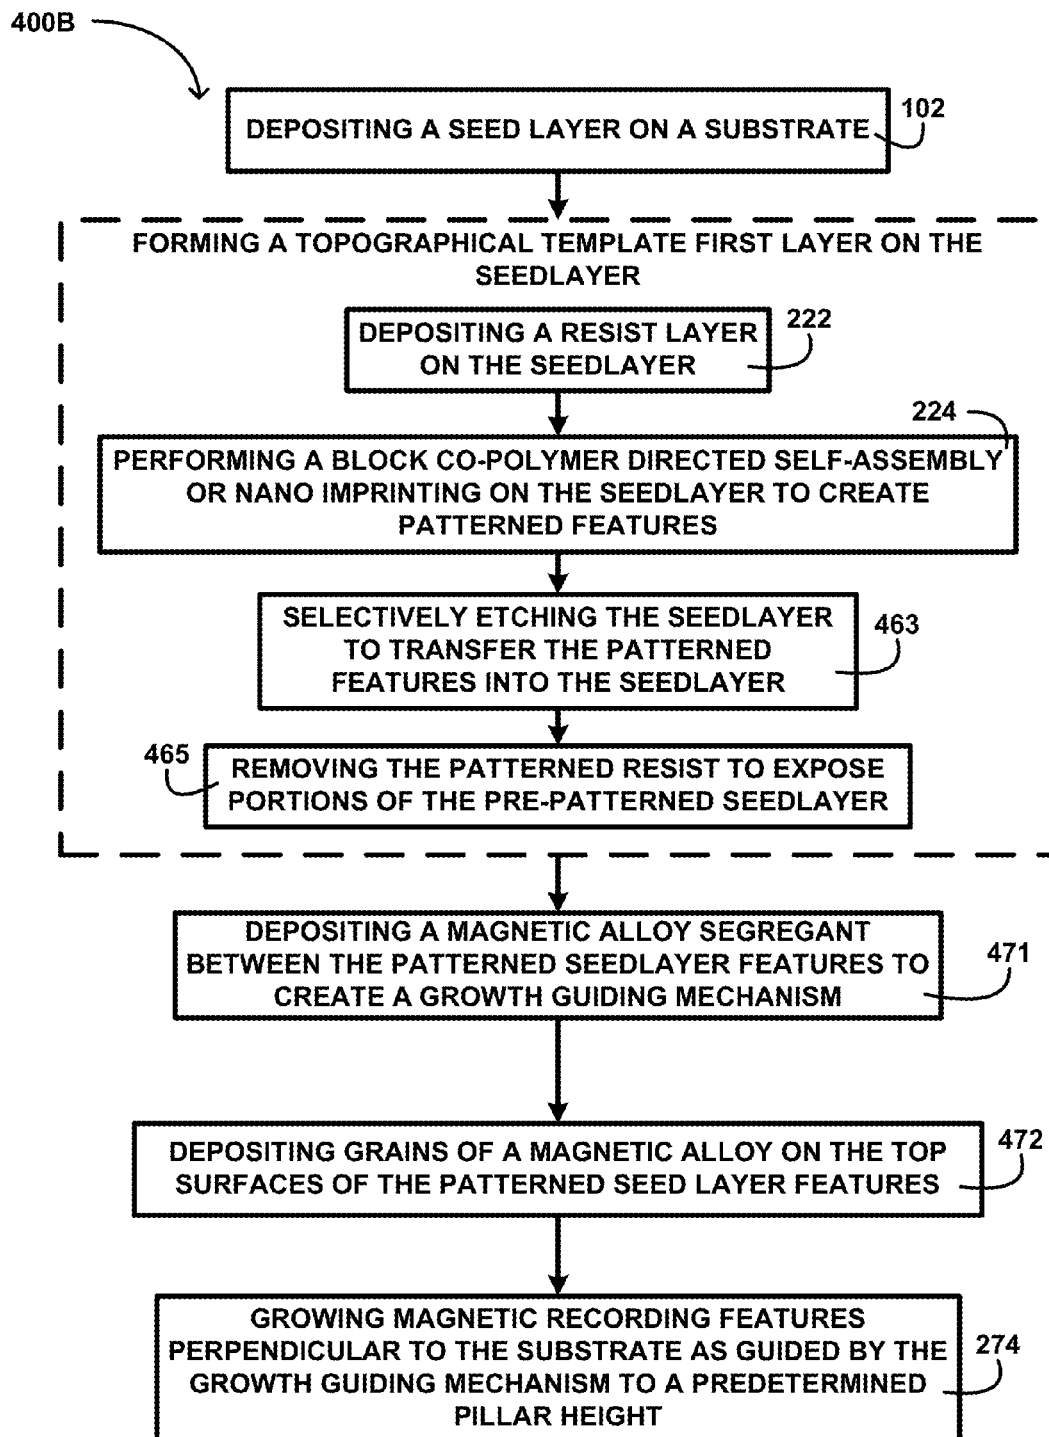 400B
DEPOSITING A SEED LAYER ON A SUBSTRATE
102
FORMING A TOPOGRAPHICAL TEMPLATE FIRST LAYER ON THE
SEEDLAYER
DEPOSITING A RESIST LAYER
ON THE SEEDLAYER
222
224
PERFORMING A BLOCK CO-POLYMER DIRECTED SELF-ASSEMBLY
OR NANO IMPRINTING ON THE SEEDLAYER TO CREATE
PATTERNED FEATURES
SELECTIVELY ETCHING THE SEEDLAYER
TO TRANSFER THE PATTERNED
FEATURES INTO THE SEEDLAYER
463
465
REMOVING THE PATTERNED RESIST TO EXPOSE
PORTIONS OF THE PRE-PATTERNED SEEDLAYER
DEPOSITING A MAGNETIC ALLOY SEGREGANT
BETWEEN THE PATTERNED SEEDLAYER FEATURES TO
CREATE A GROWTH GUIDING MECHANISM
471
DEPOSITING GRAINS OF A MAGNETIC ALLOY ON THE TOP
SURFACES OF THE PATTERNED SEED LAYER FEATURES
472
GROWING MAGNETIC RECORDING FEATURES
PERPENDICULAR TO THE SUBSTRATE AS GUIDED BY THE
GROWTH GUIDING MECHANISM TO A PREDETERMINED
PILLAR HEIGHT
274